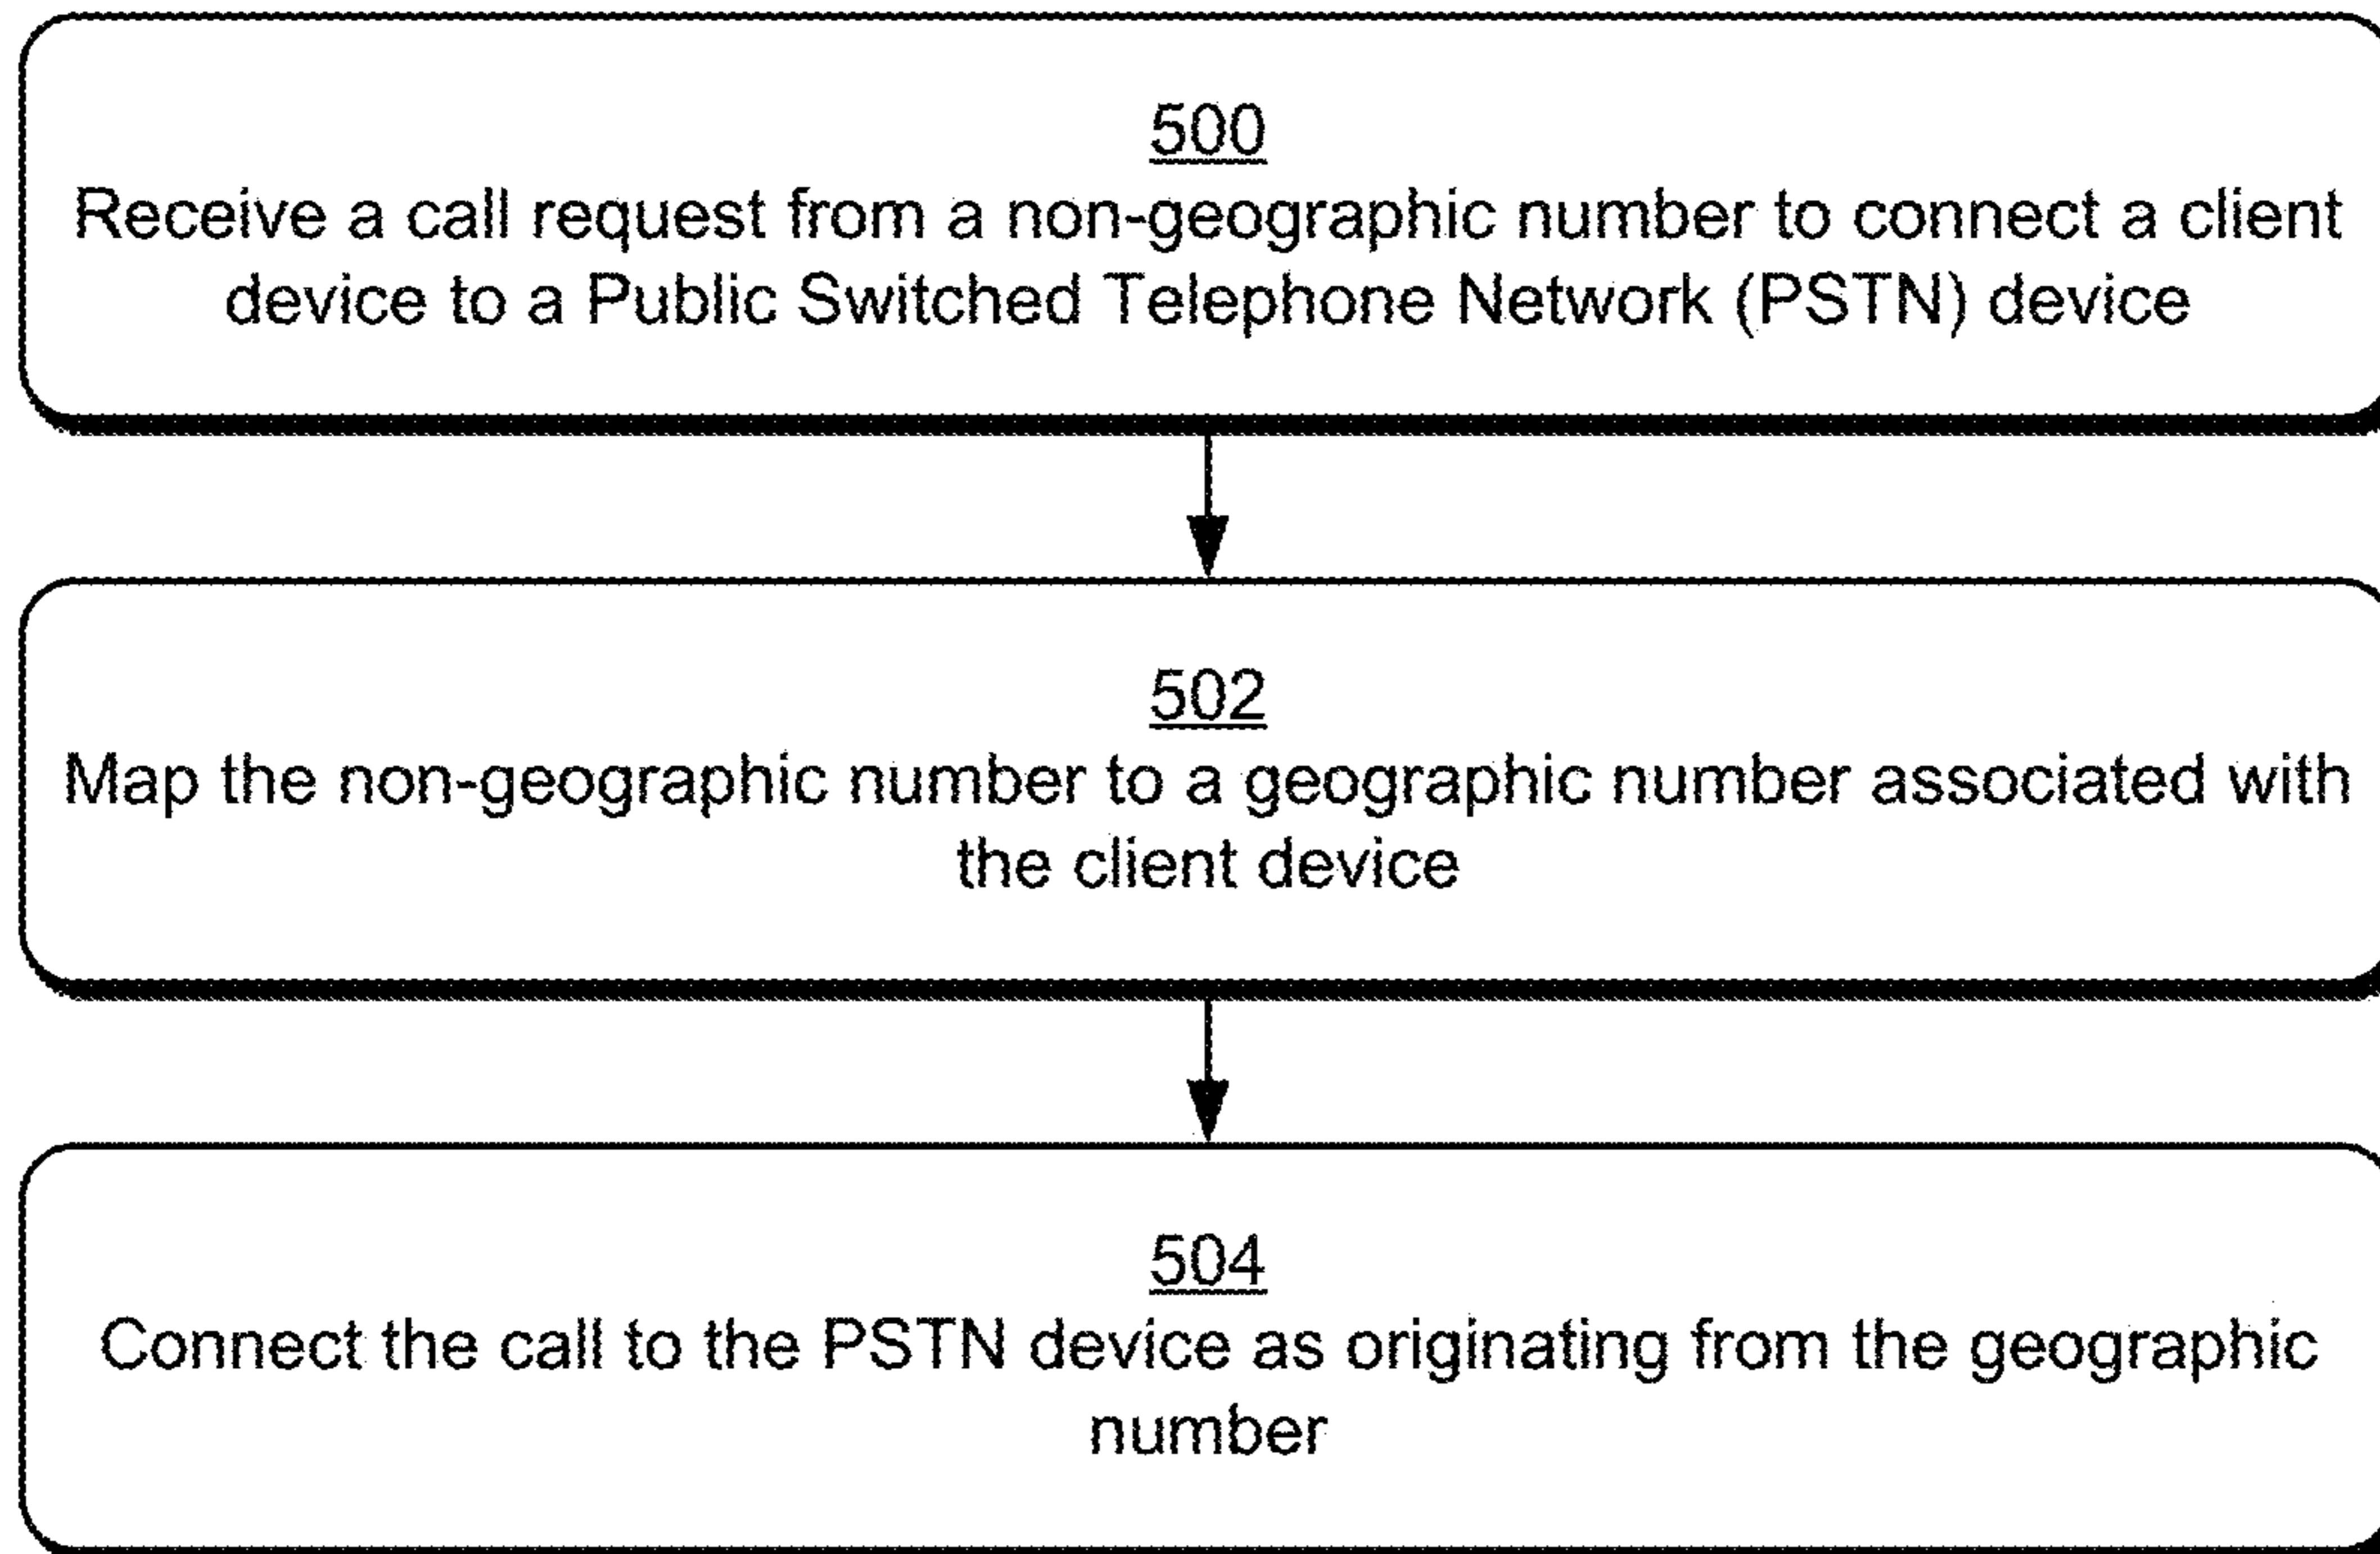 500
Receive a call request from a non-geographic number to connect a client
device to a Public Switched Telephone Network (PSTN) device
502
Map the non-geographic number to a geographic number associated with
the client device
504
Connect the call to the PSTN device as originating from the geographic
number